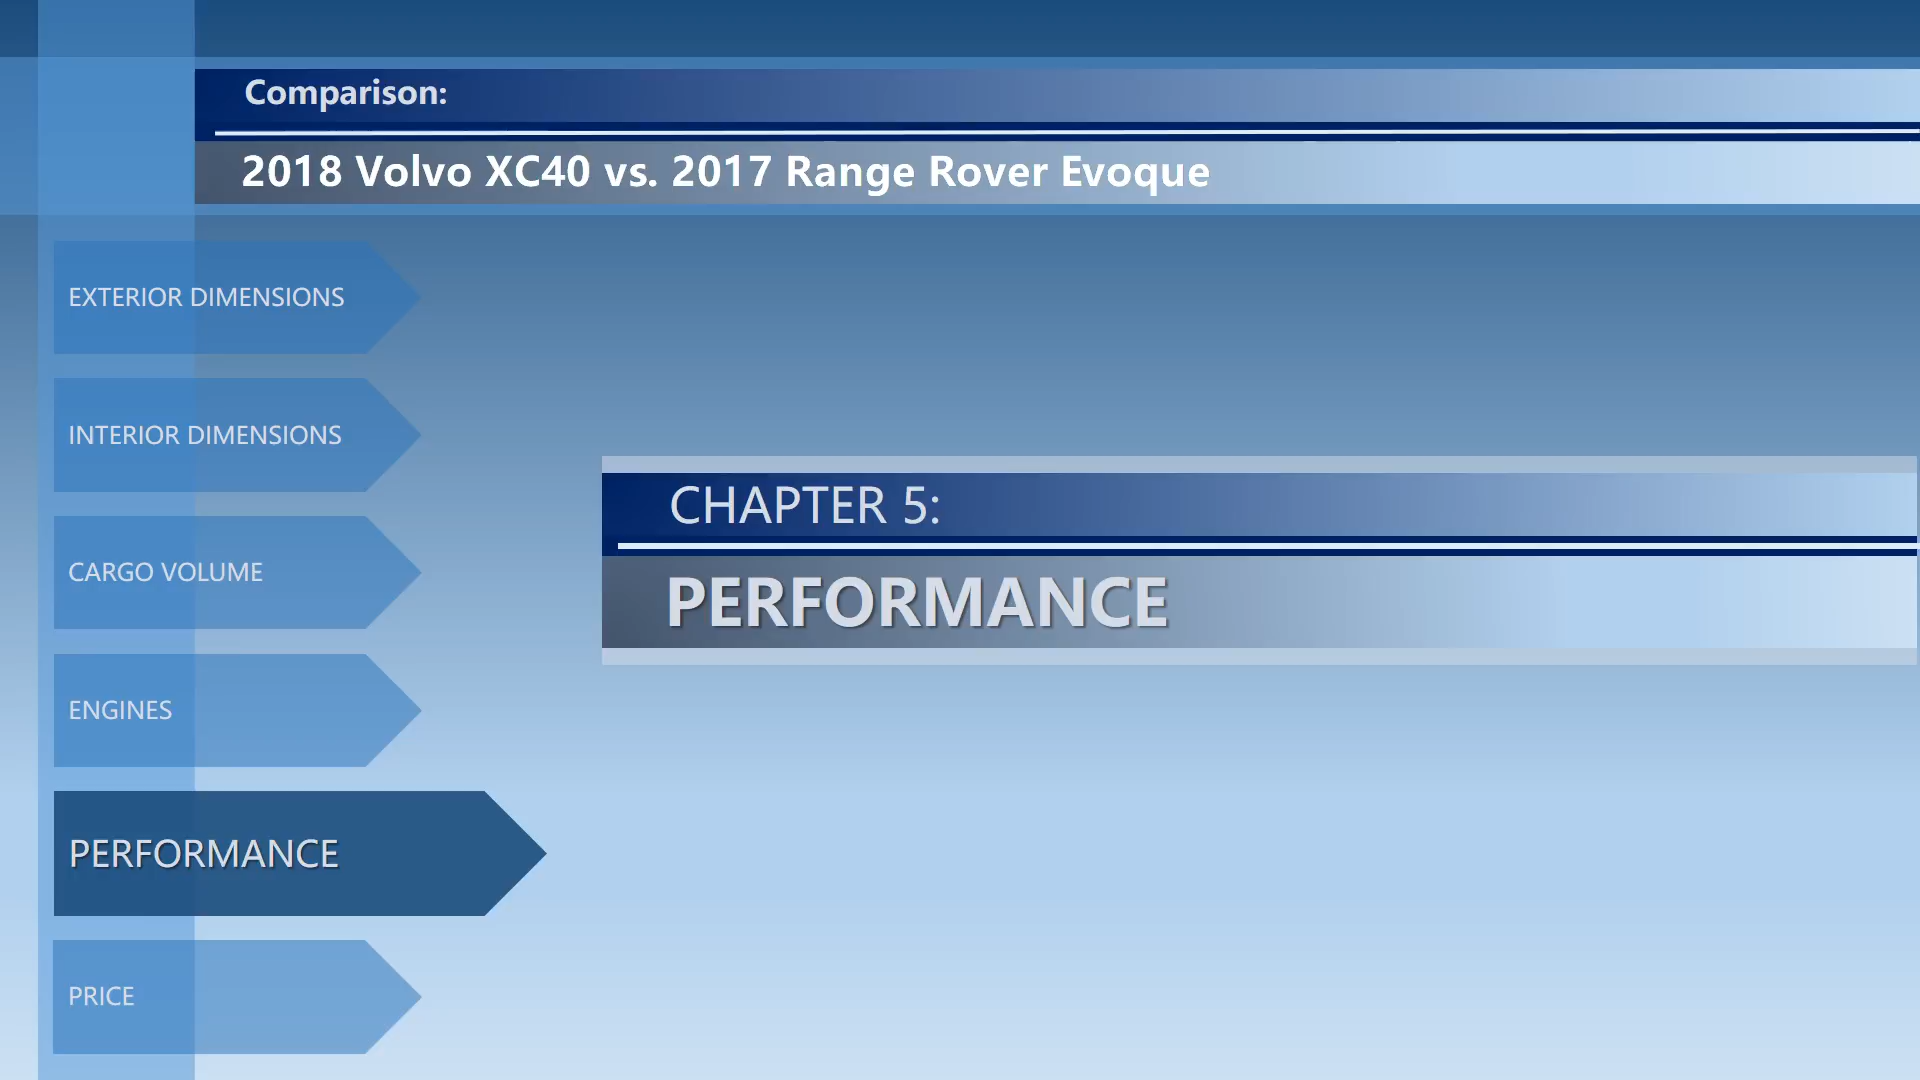 Comparison:
2018 Volvo XC40 vs. 2017 Range Rover Evoque
EXTERIOR DIMENSIONS
INTERIOR DIMENSIONS
CARGO VOLUME
ENGINES
PERFORMANCE
PRICE
CHAPTER 5:
PERFORMANCE